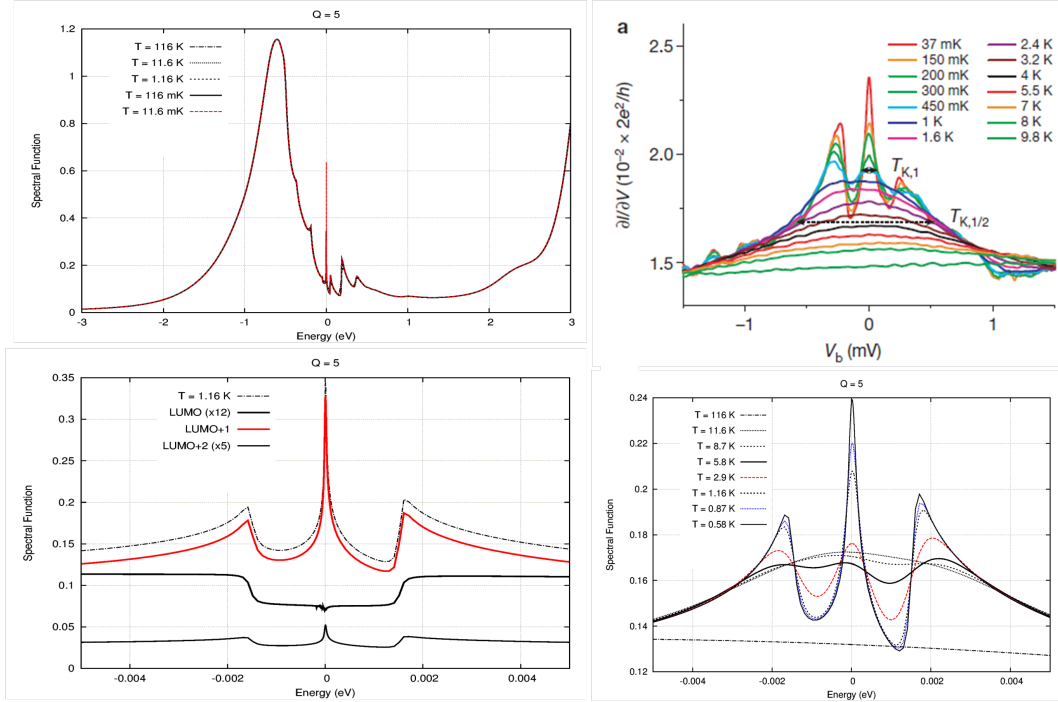 Q = 5
T = 116 K
T = 11.6 K
T = 1.16 K
T = 116 mK
T = 11.6 mK
Spectral Function
1.2
1
0.8
0.6
0.4
0.2
0
-3
-2
-1
0
1
2
3
Energy (eV)
a
37 mK
150 mK
200 mK
300 mK
450 mK
1 K
1.6 K
2.4 K
3.2 K
4 K
5.5 K
7 K
8 K
9.8 K
∂I/∂V (10⁻² × 2e²/h)
2.5
2.0
1.5
T_K,1
T_K,1/2
−1
0
1
V_b (mV)
Q = 5
T = 1.16 K
LUMO (x12)
LUMO+1
LUMO+2 (x5)
Spectral Function
0.35
0.3
0.25
0.2
0.15
0.1
0.05
0
-0.004
-0.002
0
0.002
0.004
Energy (eV)
Q = 5
T = 116 K
T = 11.6 K
T = 8.7 K
T = 5.8 K
T = 2.9 K
T = 1.16 K
T = 0.87 K
T = 0.58 K
Spectral Function
0.24
0.22
0.2
0.18
0.16
0.14
0.12
-0.004
-0.002
0
0.002
0.004
Energy (eV)